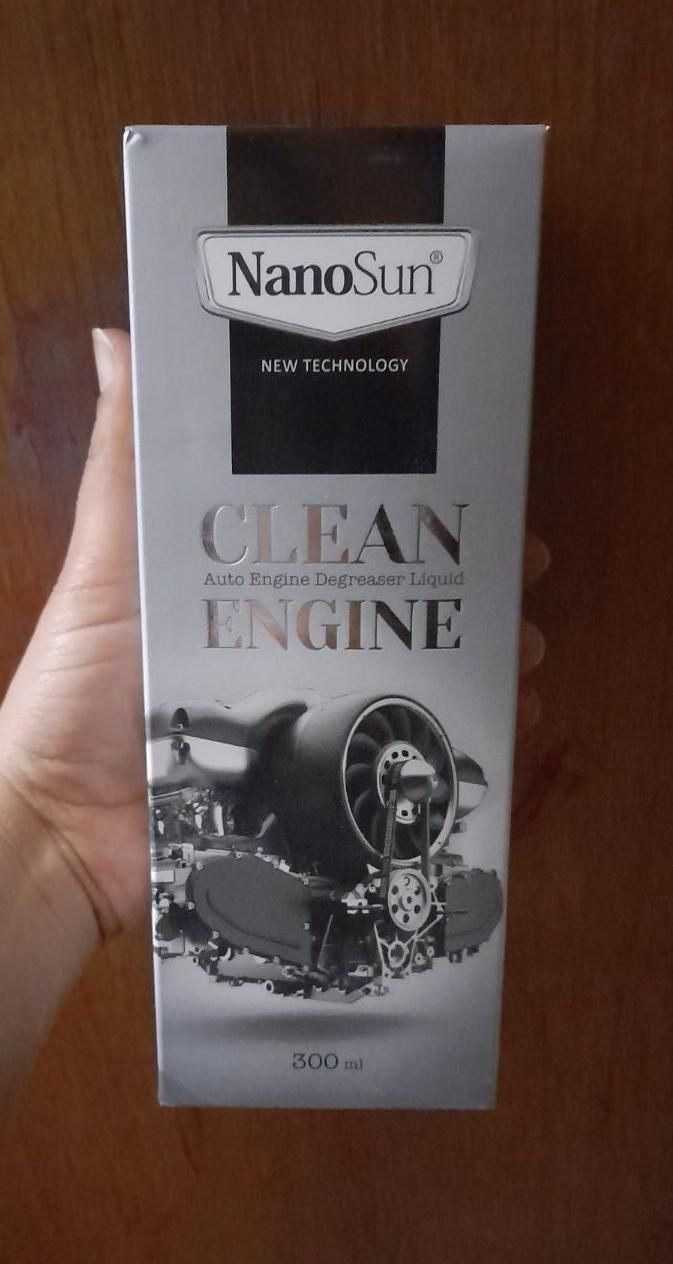 NanoSun®
NEW TECHNOLOGY
CLEAN
Auto Engine Degreaser Liquid
ENGINE
300 ml